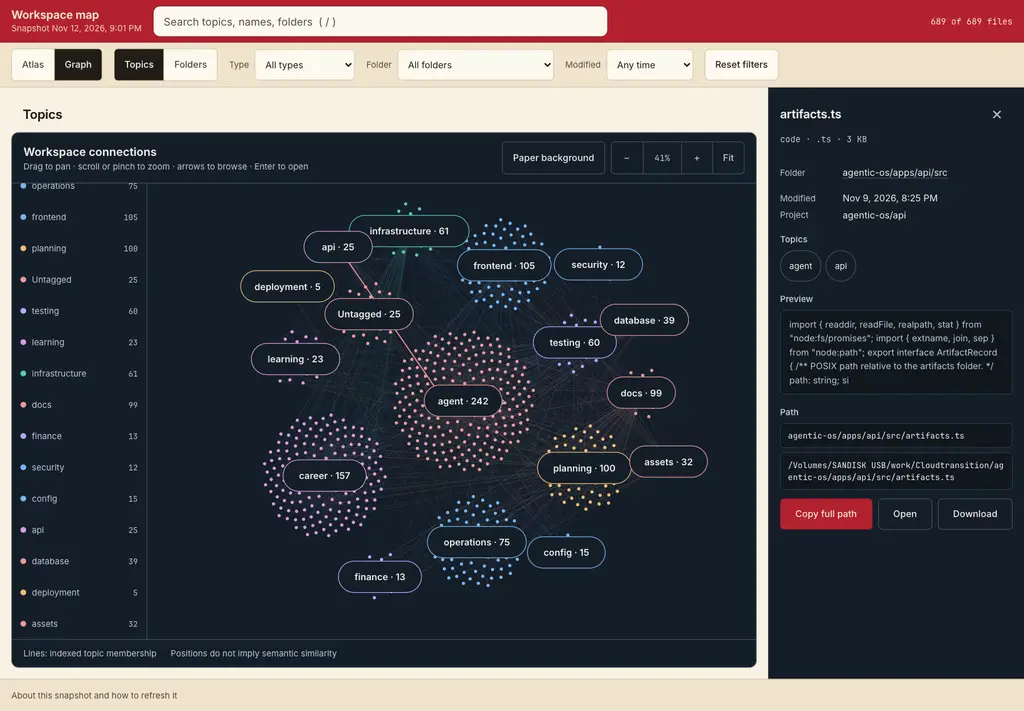 Workspace map
Snapshot Nov 12, 2026, 9:01 PM
Search topics, names, folders ( / )
689 of 689 files
Atlas
Graph
Topics
Folders
Type
All types
Folder
All folders
Modified
Any time
Reset filters
Topics
Workspace connections
Drag to pan · scroll or pinch to zoom · arrows to browse · Enter to open
Paper background
−
41%
+
Fit
operations 75
frontend 105
planning 100
Untagged 25
testing 60
learning 23
infrastructure 61
docs 99
finance 13
security 12
config 15
api 25
database 39
deployment 5
assets 32
infrastructure · 61
api · 25
frontend · 105
security · 12
deployment · 5
Untagged · 25
database · 39
testing · 60
learning · 23
docs · 99
agent · 242
assets · 32
planning · 100
career · 157
operations · 75
config · 15
finance · 13
Lines: indexed topic membership
Positions do not imply semantic similarity
artifacts.ts
×
code · .ts · 3 KB
Folder
agentic-os/apps/api/src
Modified
Nov 9, 2026, 8:25 PM
Project
agentic-os/api
Topics
agent
api
Preview
import { readdir, readFile, realpath, stat } from
"node:fs/promises"; import { extname, join, sep }
from "node:path"; export interface ArtifactRecord
{ /** POSIX path relative to the artifacts folder. */
path: string; si
Path
agentic-os/apps/api/src/artifacts.ts
/Volumes/SANDISK USB/work/Cloudtransition/ag
entic-os/apps/api/src/artifacts.ts
Copy full path
Open
Download
About this snapshot and how to refresh it